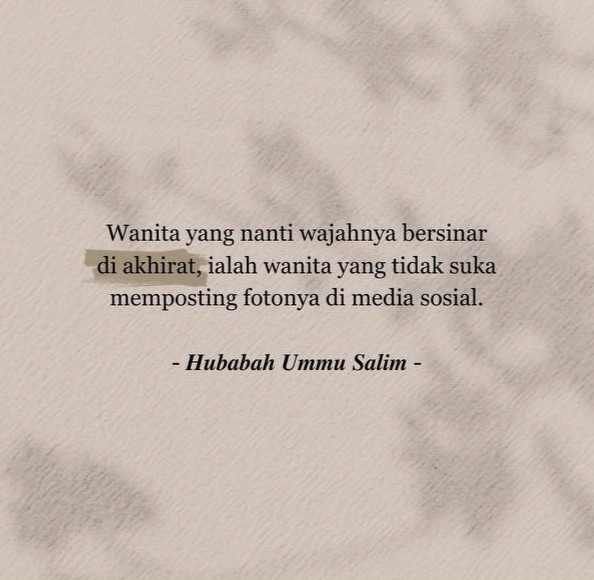 Wanita yang nanti wajahnya bersinar
di akhirat, ialah wanita yang tidak suka
memposting fotonya di media sosial.
- Hubabah Ummu Salim -